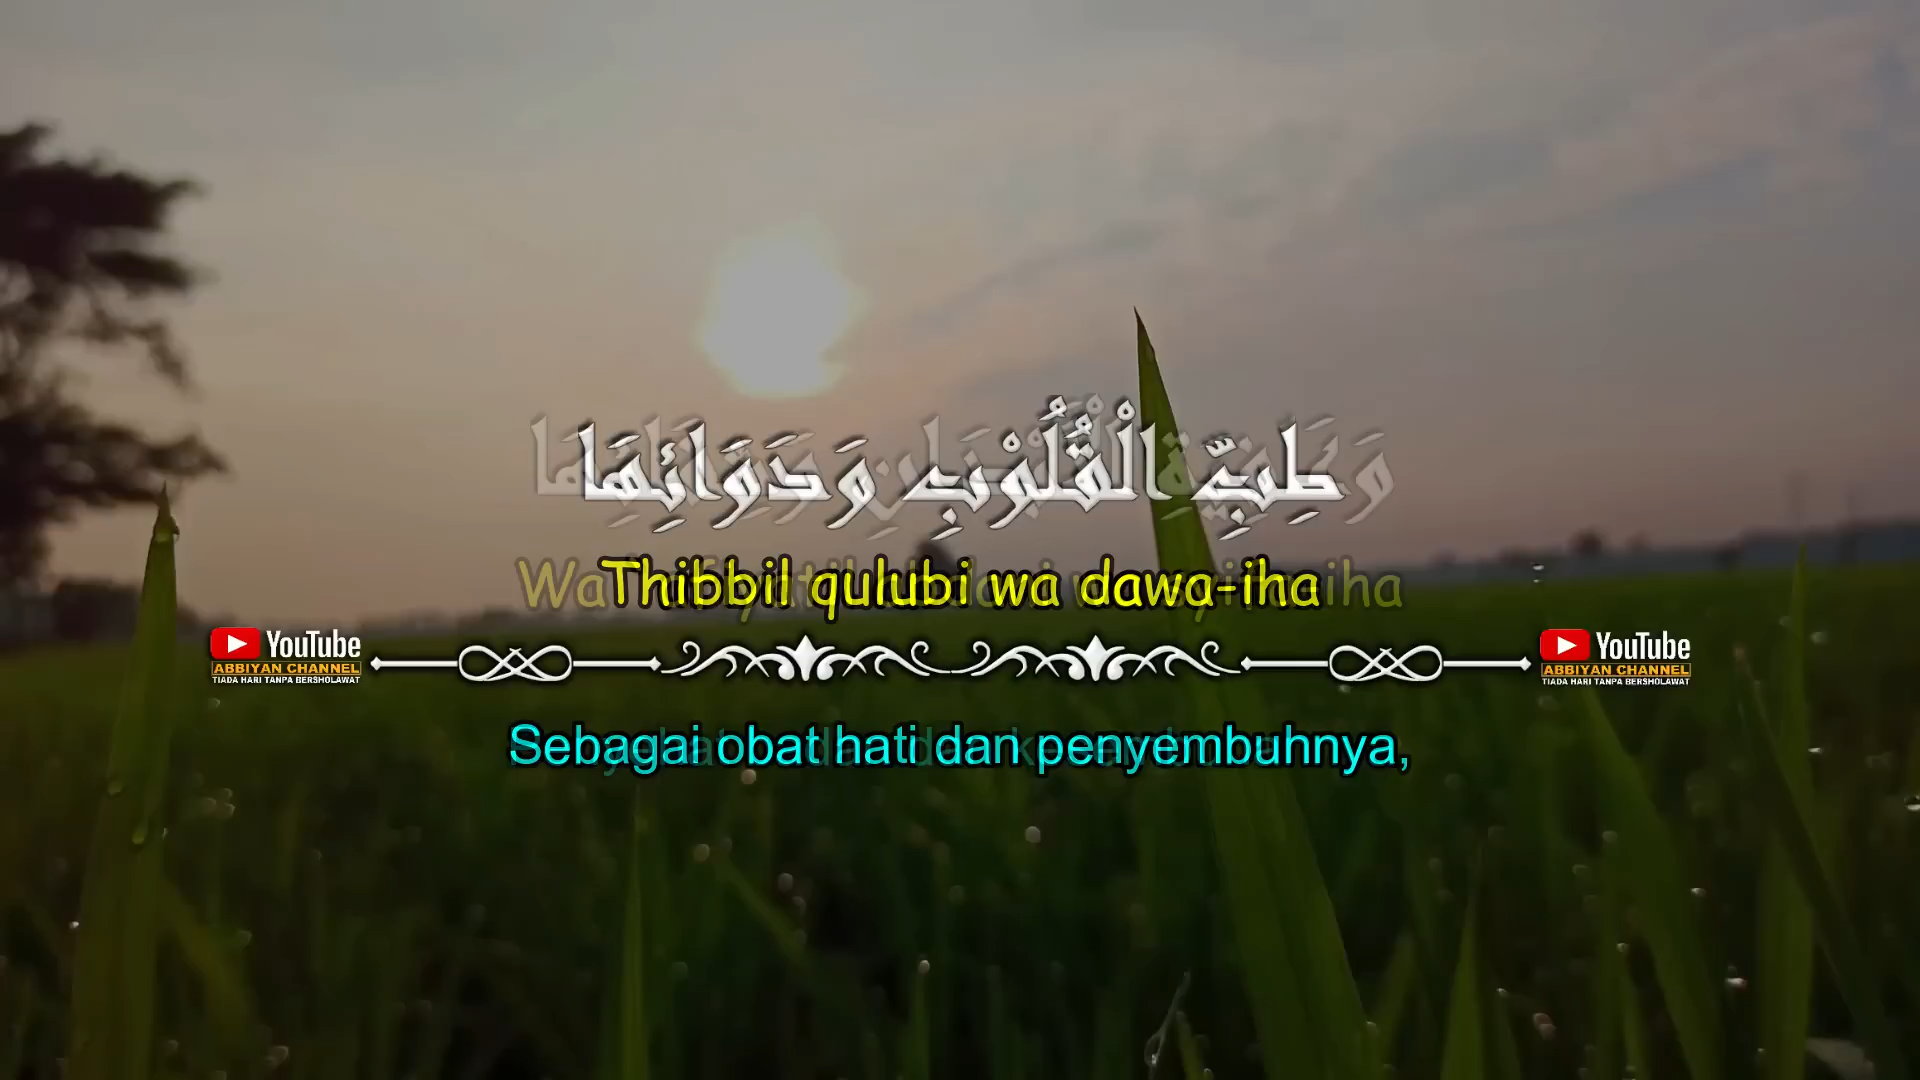 طِبِّ الْقُلُوْبِ وَدَوَائِهَا
Thibbil qulubi wa dawa-iha
YouTube
ABBIYAN CHANNEL
TIADA HARI TANPA BERSHOLAWAT
YouTube
ABBIYAN CHANNEL
TIADA HARI TANPA BERSHOLAWAT
Sebagai obat hati dan penyembuhnya,